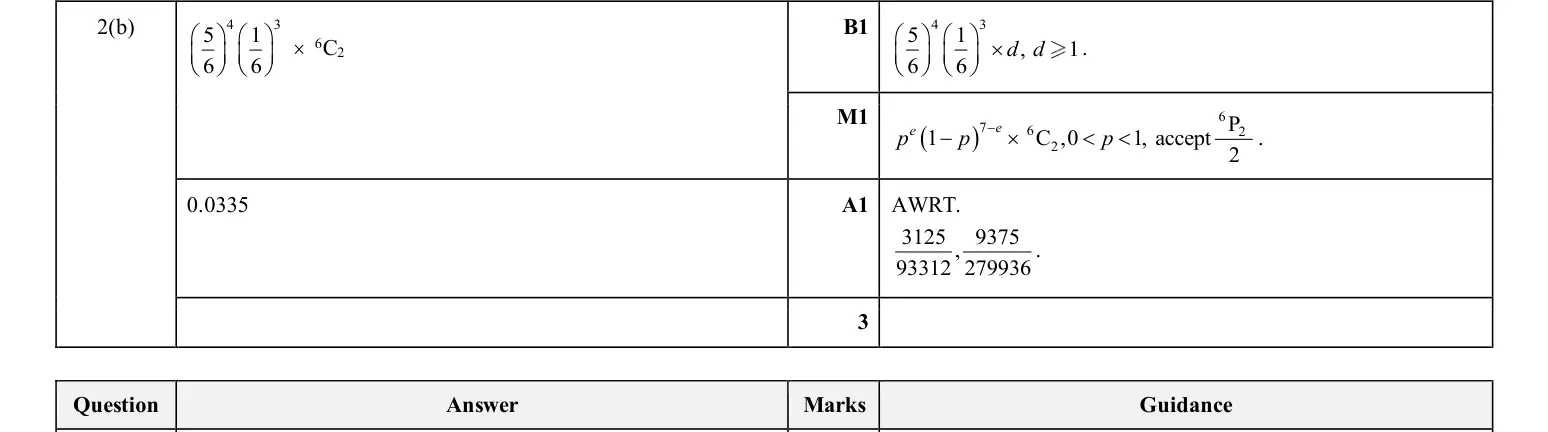 2(b) (5/6)⁴ (1/6)³ × ⁶C₂ B1 (5/6)⁴ (1/6)³ × d, d ⩾ 1.
M1 pᵉ(1 − p)⁷⁻ᵉ × ⁶C₂, 0 < p < 1, accept ⁶P₂/2 .
0.0335 A1 AWRT.
3125/93312, 9375/279936.
3
Question Answer Marks Guidance